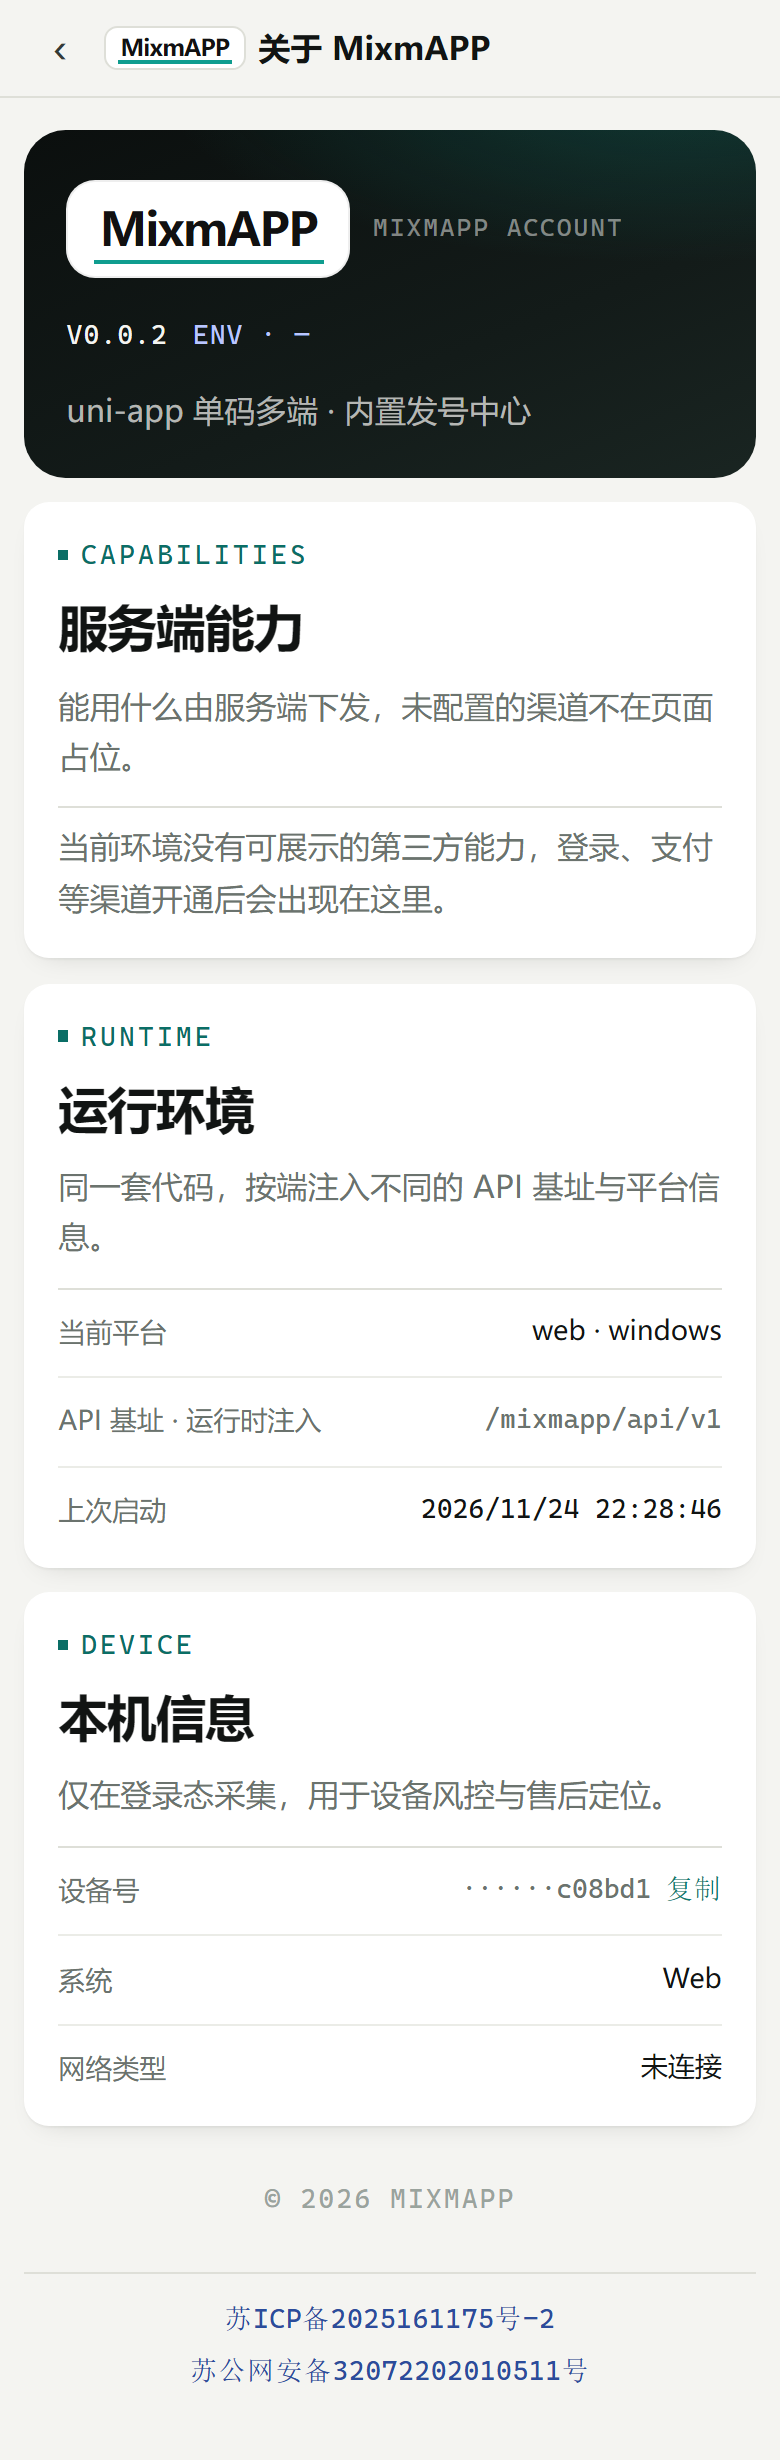 ‹ MixmAPP 关于 MixmAPP
MixmAPP MIXMAPP ACCOUNT
V0.0.2 ENV · —
uni-app 单码多端 · 内置发号中心
CAPABILITIES
服务端能力
能用什么由服务端下发，未配置的渠道不在页面
占位。
当前环境没有可展示的第三方能力，登录、支付
等渠道开通后会出现在这里。
RUNTIME
运行环境
同一套代码，按端注入不同的 API 基址与平台信
息。
当前平台 web · windows
API 基址 · 运行时注入 /mixmapp/api/v1
上次启动 2026/11/24 22:28:46
DEVICE
本机信息
仅在登录态采集，用于设备风控与售后定位。
设备号 ······c08bd1 复制
系统 Web
网络类型 未连接
© 2026 MIXMAPP
苏ICP备2025161175号-2
苏公网安备32072202010511号